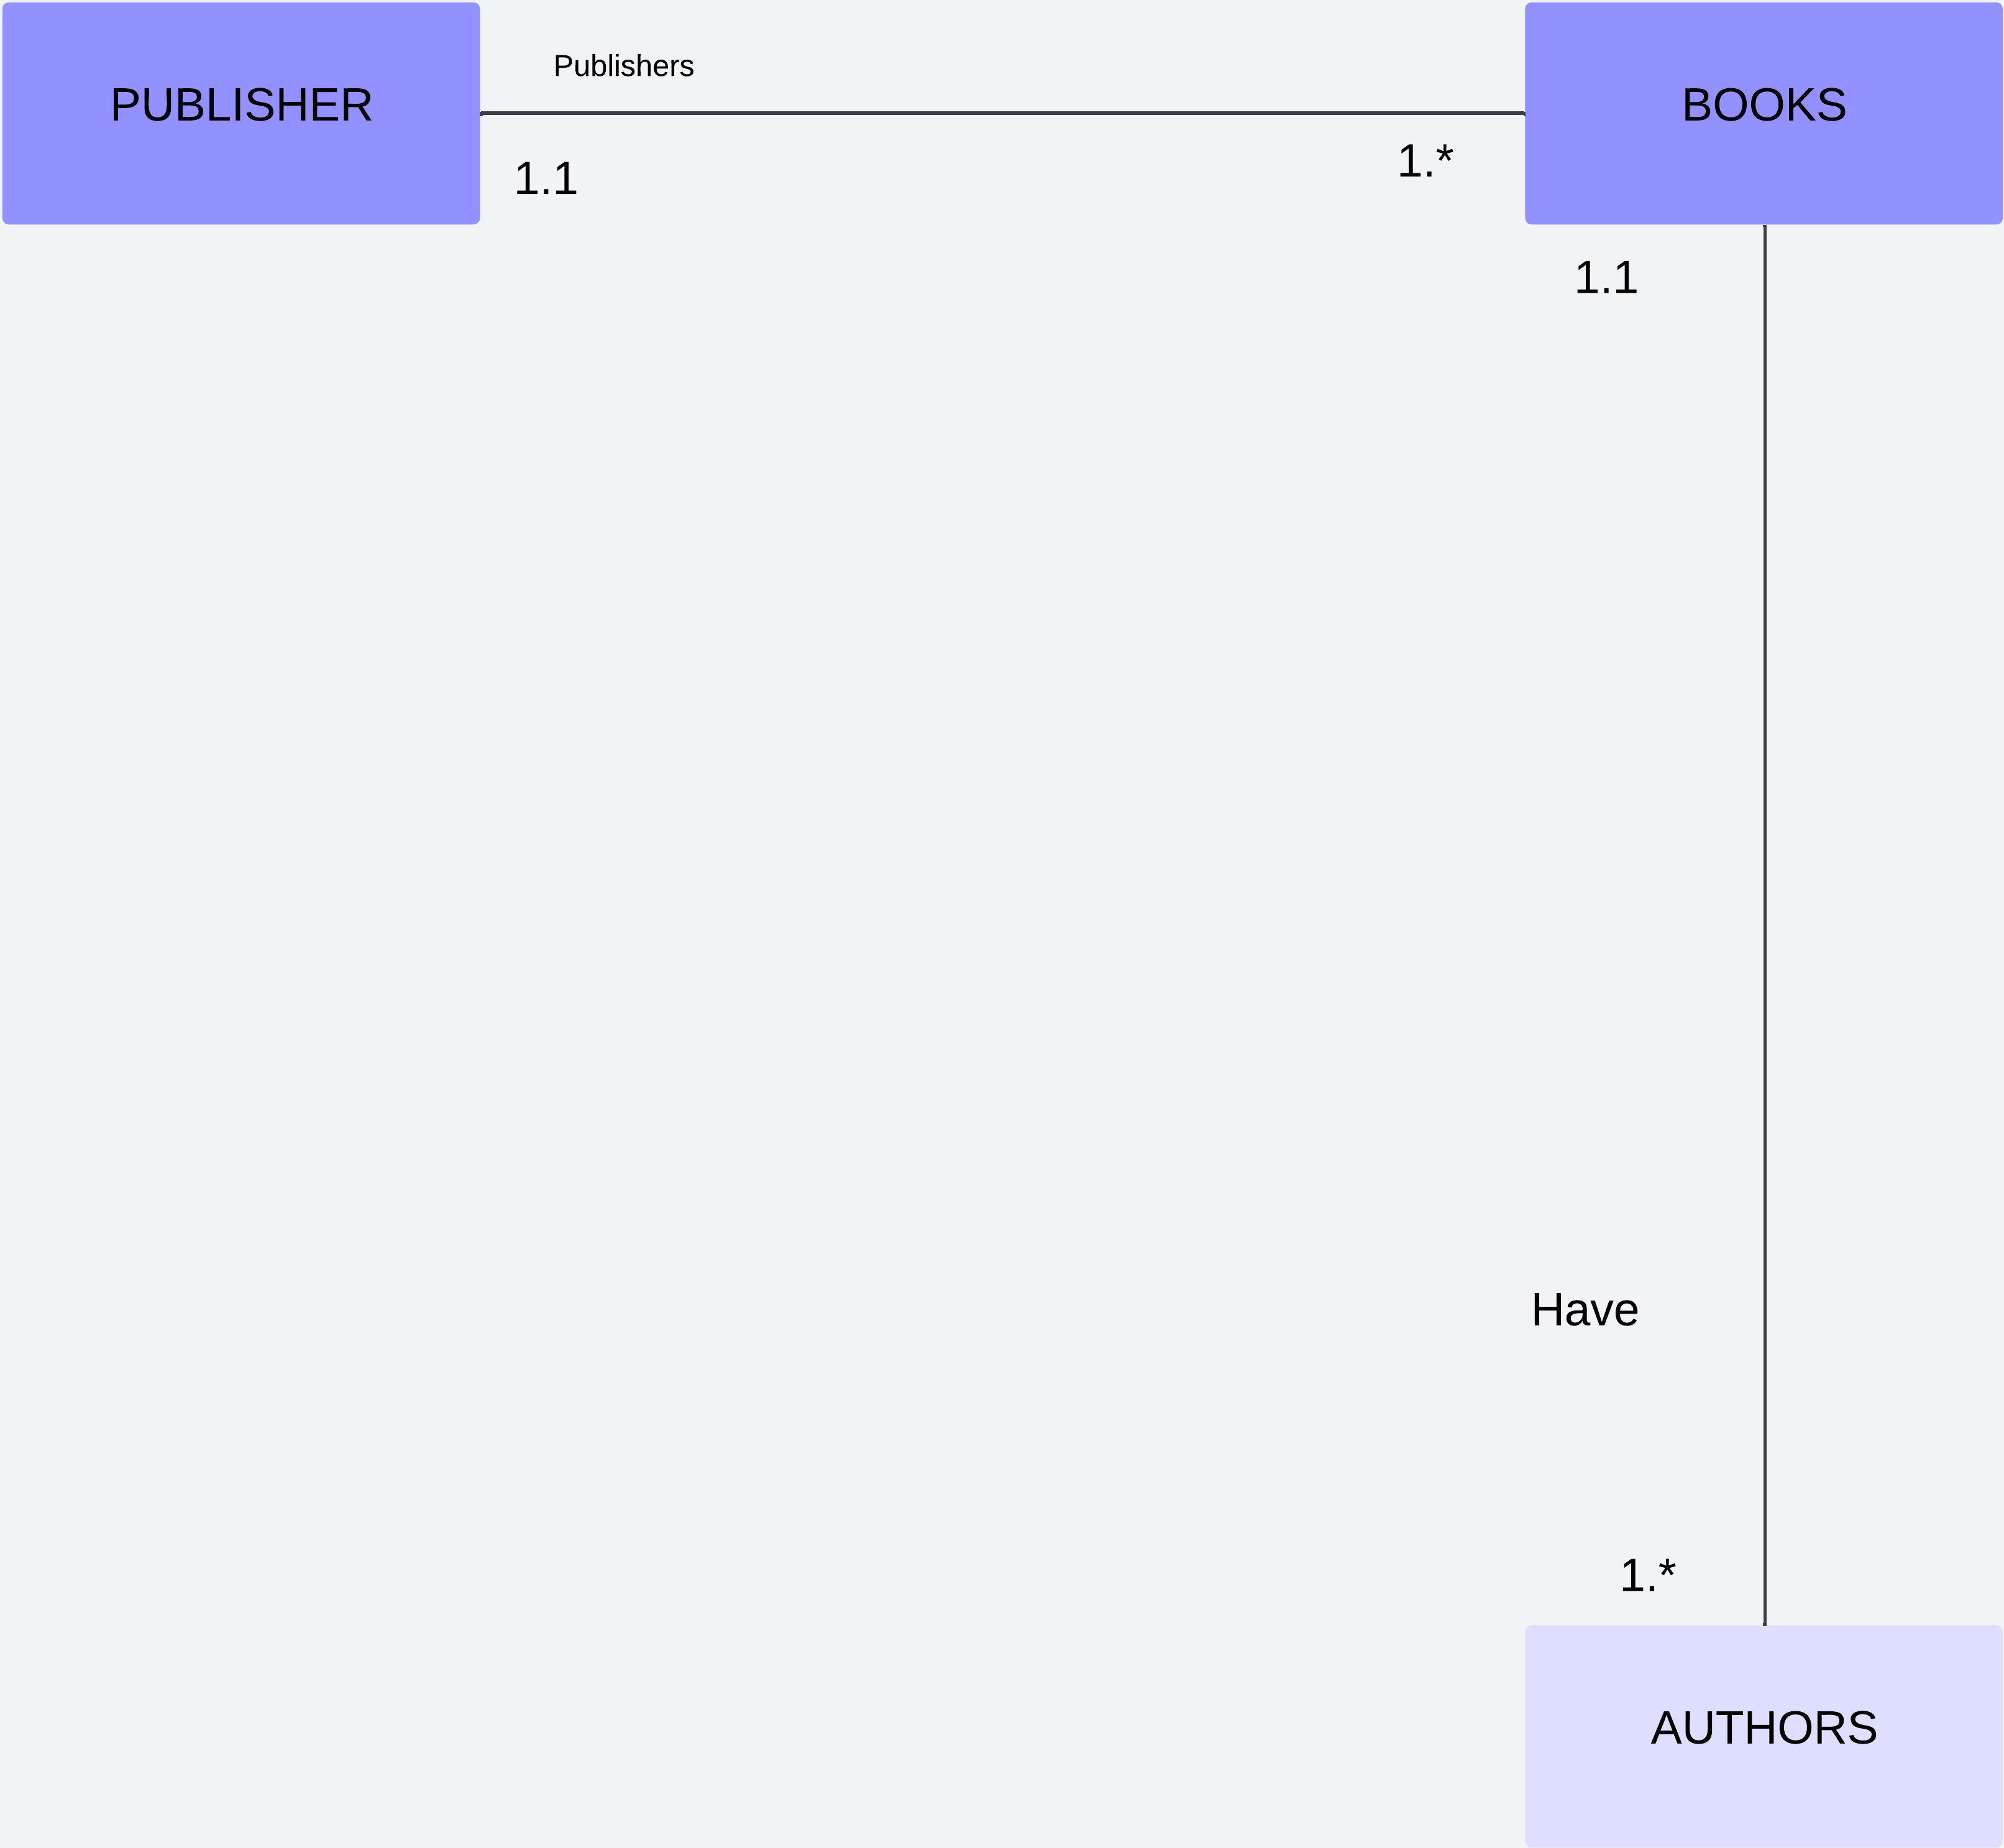 Publishers
PUBLISHER
BOOKS
1.1
1.*
1.1
Have
1.*
AUTHORS